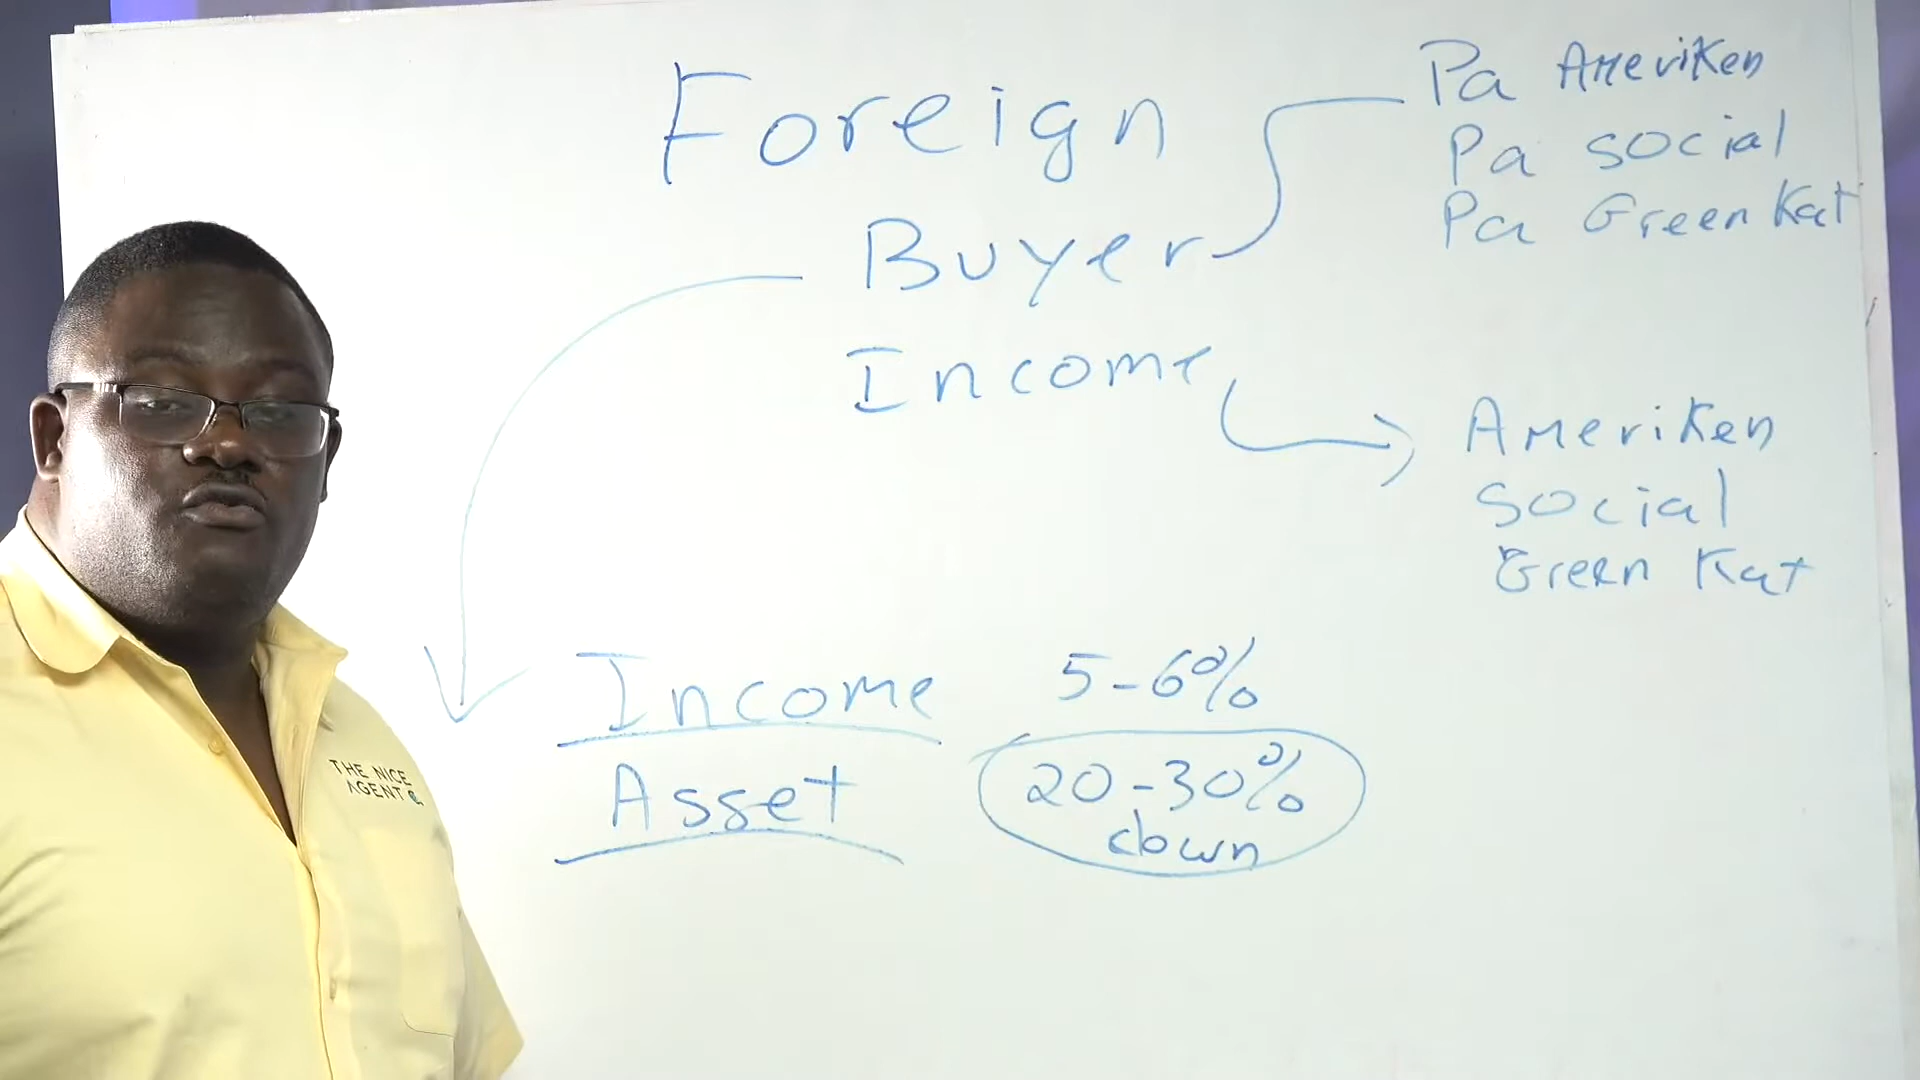 Foreign
Buyer
Income
Pa Ameriken
Pa social
Pa Green Kat
Ameriken
Social
Green Kat
Income 5-6%
Asset 20-30%
down
THE NICE
AGENT